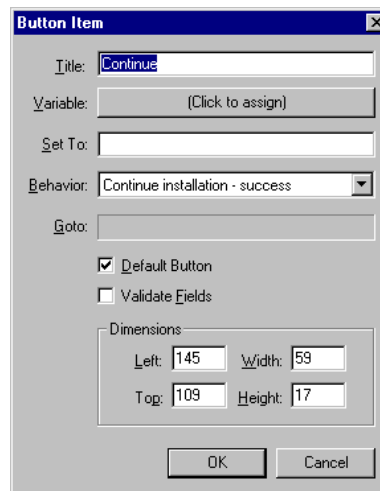 Button Item
Title: Continue
Variable: (Click to assign)
Set To:
Behavior: Continue installation - success
Goto:
Default Button
Validate Fields
Dimensions
Left: 145 Width: 59
Top: 109 Height: 17
OK Cancel